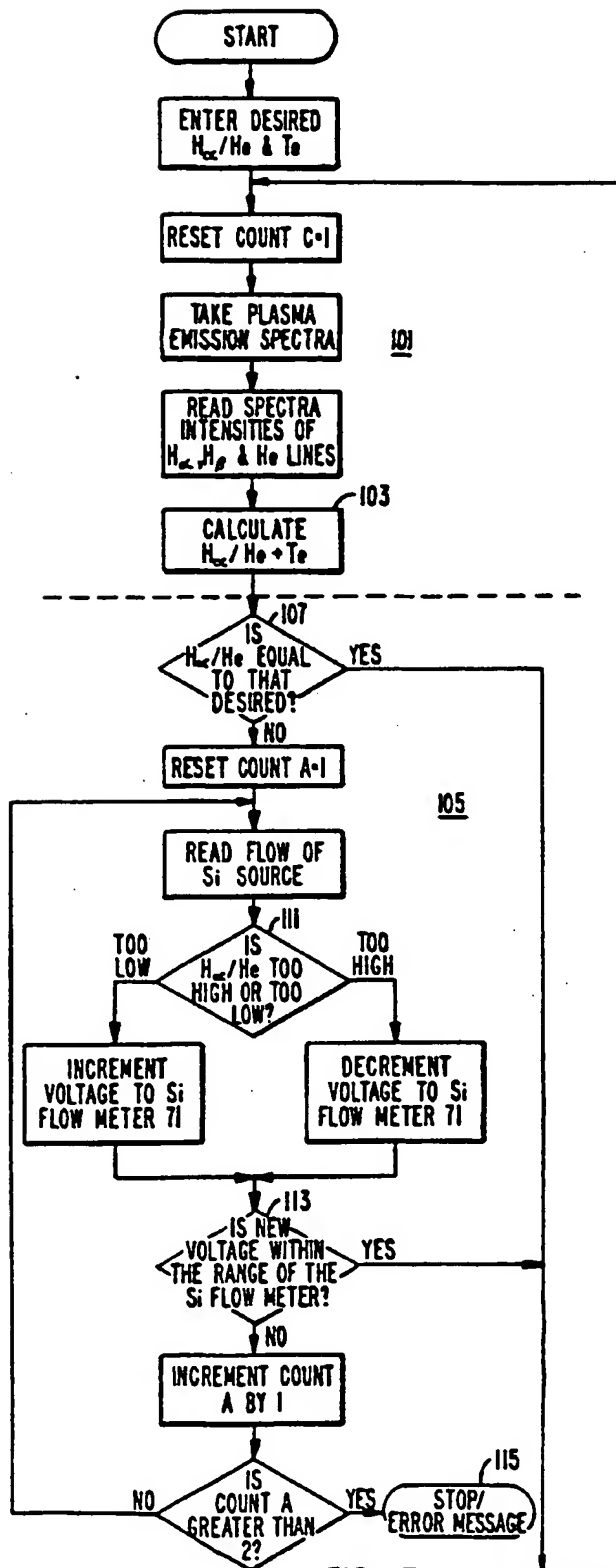 START
ENTER DESIRED
H∝/He & Te
RESET COUNT C=1
TAKE PLASMA
EMISSION SPECTRA
101
READ SPECTRA
INTENSITIES OF
H∝, Hβ & He LINES
103
CALCULATE
H∝/He + Te
107
IS
H∝/He EQUAL
TO THAT
DESIRED?
YES
NO
RESET COUNT A=1
105
READ FLOW OF
Si SOURCE
111
IS
H∝/He TOO
HIGH OR TOO
LOW?
TOO
LOW
TOO
HIGH
INCREMENT
VOLTAGE TO Si
FLOW METER 71
DECREMENT
VOLTAGE TO Si
FLOW METER 71
113
IS NEW
VOLTAGE WITHIN
THE RANGE OF THE
Si FLOW METER?
YES
NO
INCREMENT COUNT
A BY 1
IS
COUNT A
GREATER THAN
2?
NO
YES
115
STOP/
ERROR MESSAGE